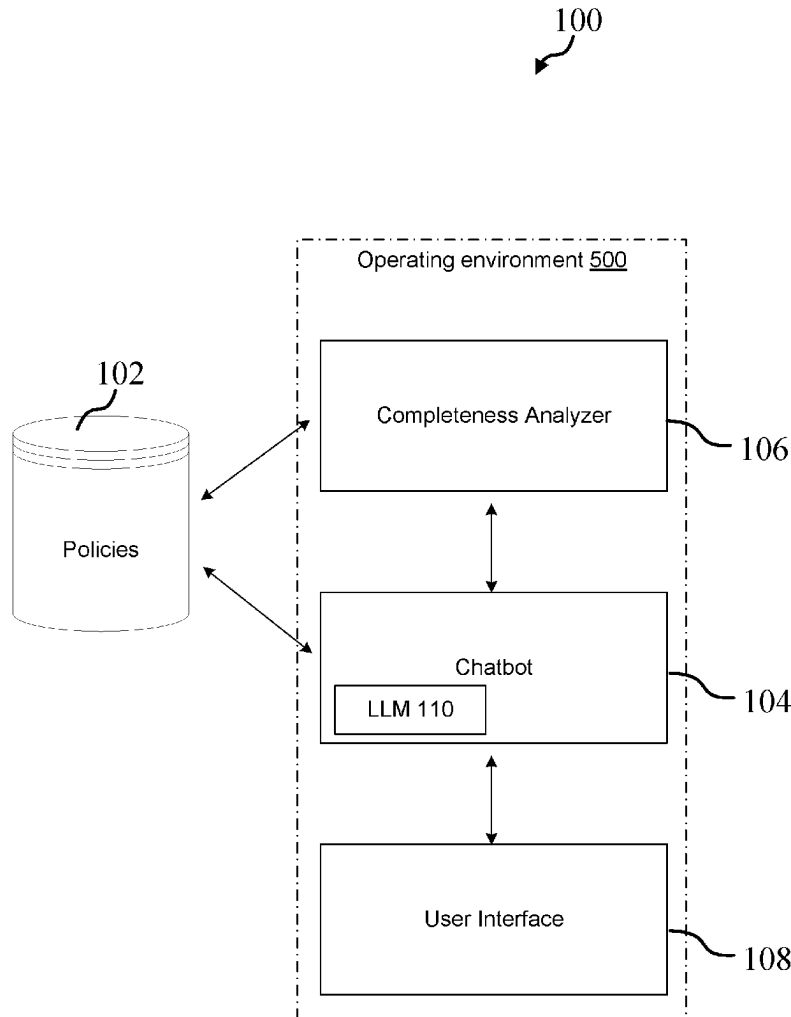 100
Operating environment 500
102
Completeness Analyzer
106
Policies
Chatbot
104
LLM 110
User Interface
108